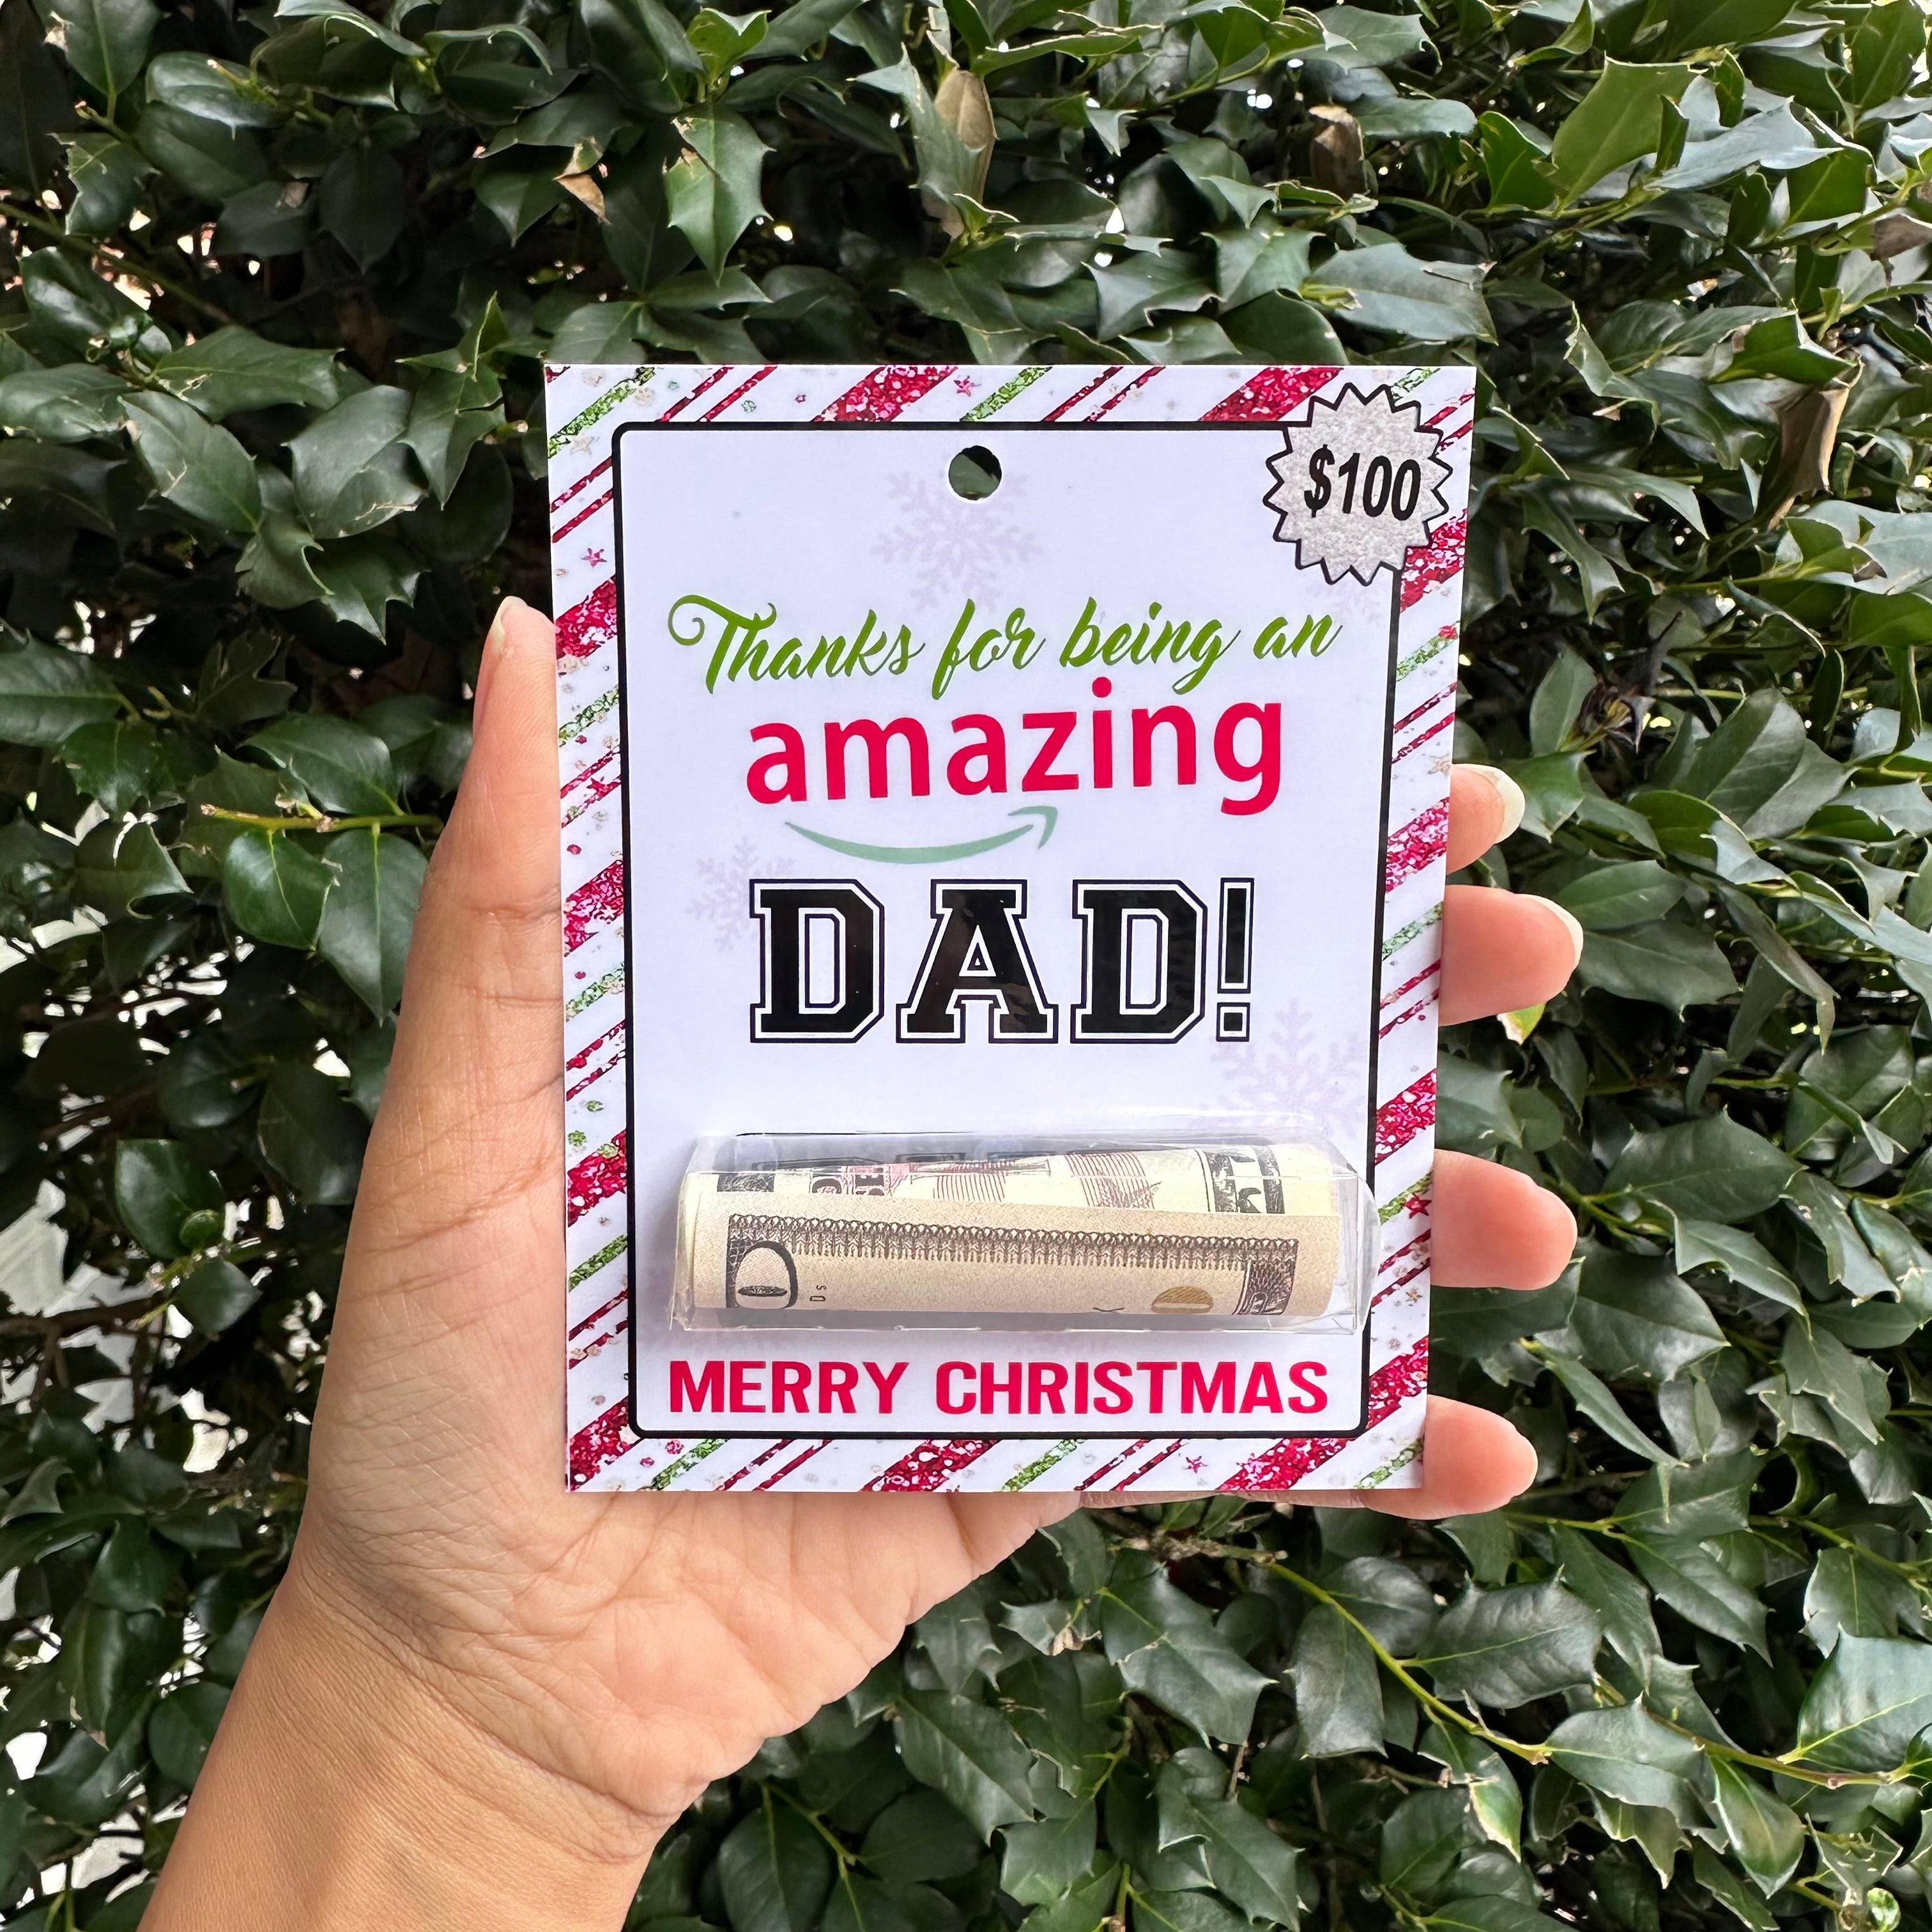 $100
Thanks for being an
amazing
DAD!
MERRY CHRISTMAS